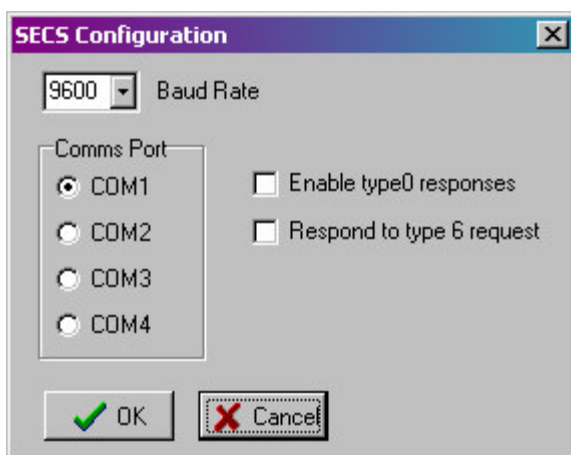 SECS Configuration
9600 Baud Rate
Comms Port
COM1
COM2
COM3
COM4
Enable type0 responses
Respond to type 6 request
OK
Cancel